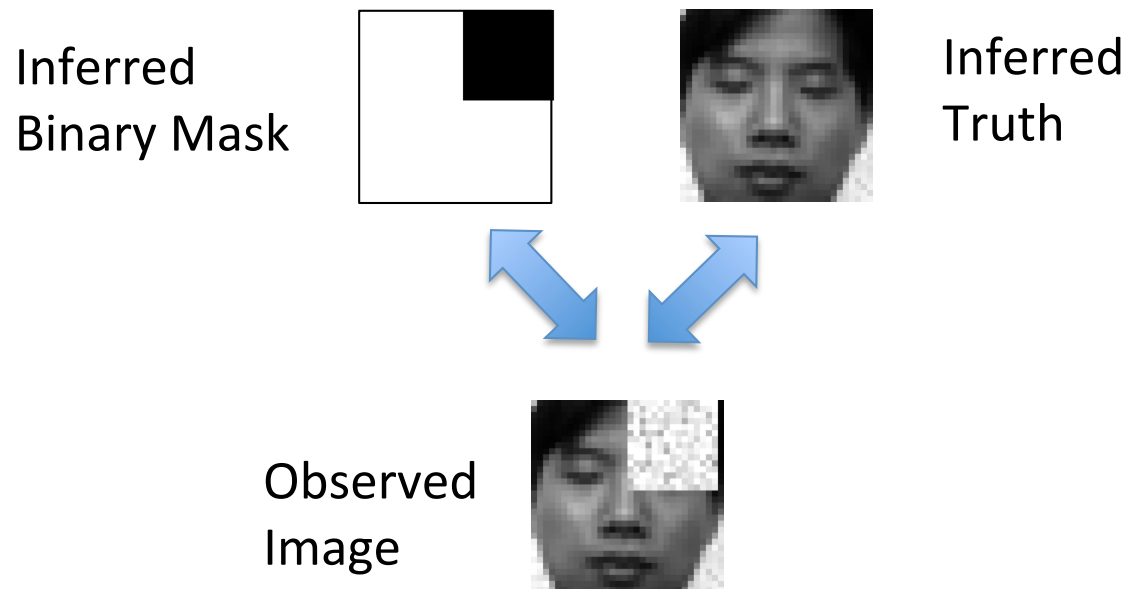 Inferred
Binary Mask
Inferred
Truth
Observed
Image